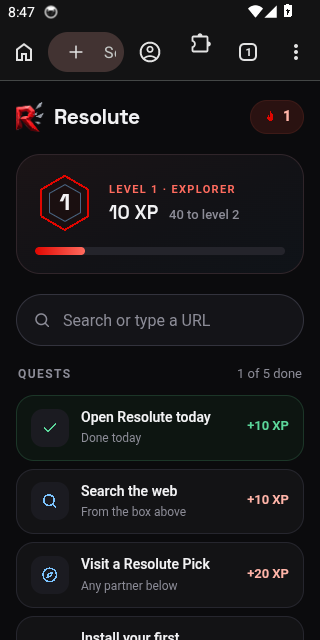 8:47
1
Resolute
1
1
LEVEL 1 · EXPLORER
10 XP 40 to level 2
Search or type a URL
QUESTS 1 of 5 done
Open Resolute today
Done today
+10 XP
Search the web
From the box above
+10 XP
Visit a Resolute Pick
Any partner below
+20 XP
Install your first